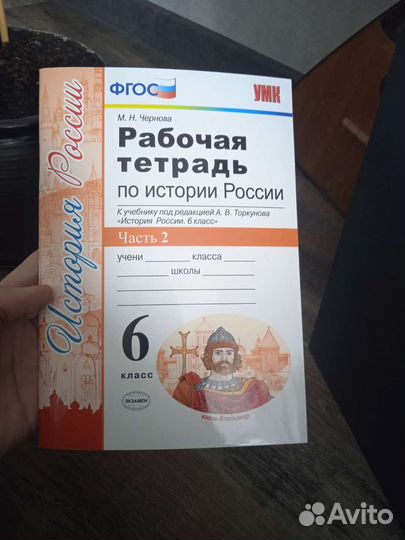 История России
ФГОС
УМК
М. Н. Чернова
Рабочая
тетрадь
по истории России
К учебнику под редакцией А. В. Торкунова
«История России. 6 класс»
Часть 2
учени класса
школы
6
класс
ЭКЗАМЕН
князь Владимир
Avito